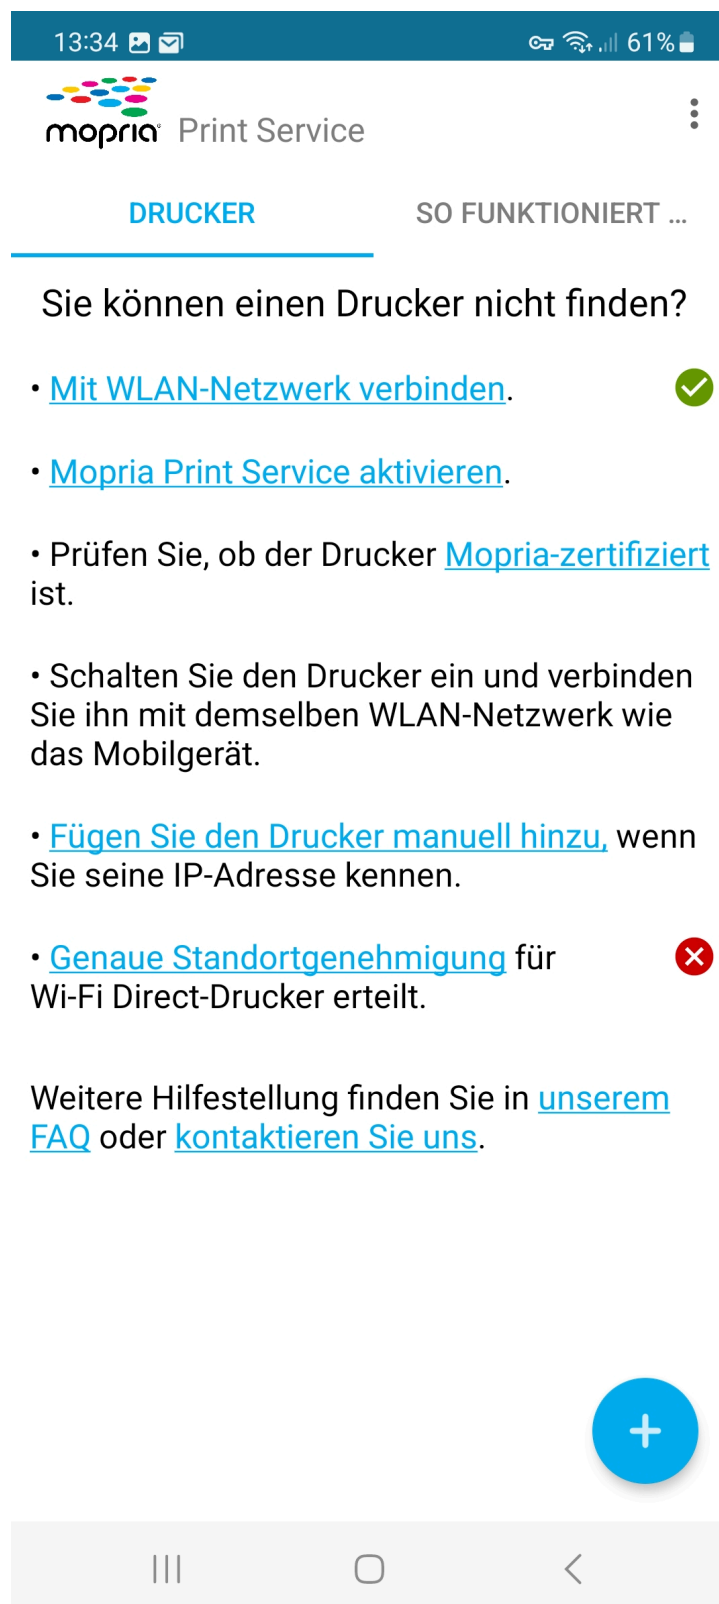 13:34
61%
mopria Print Service
DRUCKER
SO FUNKTIONIERT ...
Sie können einen Drucker nicht finden?
• Mit WLAN-Netzwerk verbinden.
• Mopria Print Service aktivieren.
• Prüfen Sie, ob der Drucker Mopria-zertifiziert
ist.
• Schalten Sie den Drucker ein und verbinden
Sie ihn mit demselben WLAN-Netzwerk wie
das Mobilgerät.
• Fügen Sie den Drucker manuell hinzu, wenn
Sie seine IP-Adresse kennen.
• Genaue Standortgenehmigung für
Wi-Fi Direct-Drucker erteilt.
Weitere Hilfestellung finden Sie in unserem
FAQ oder kontaktieren Sie uns.